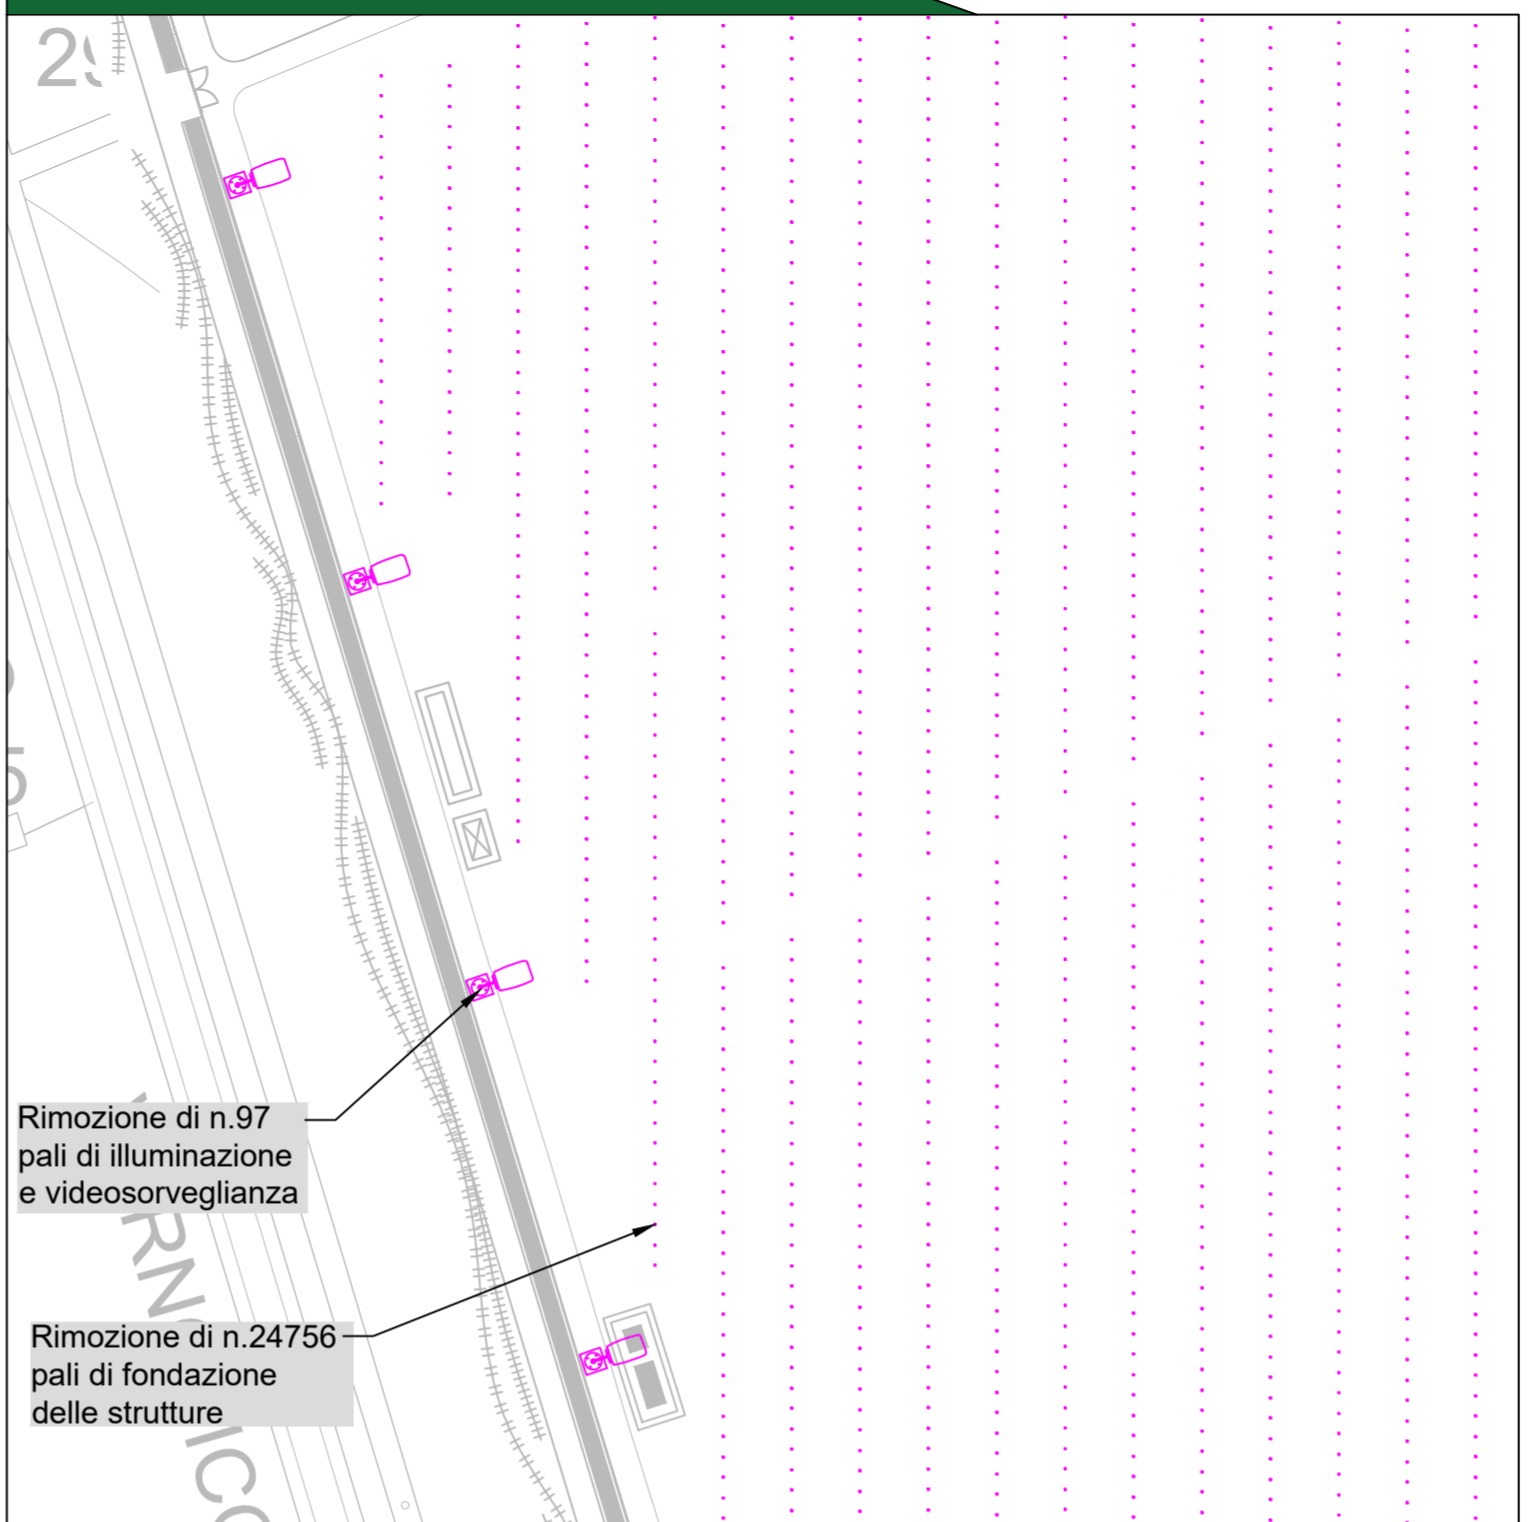 Rimozione di n.97
pali di illuminazione
e videosorveglianza
Rimozione di n.24756
pali di fondazione
delle strutture